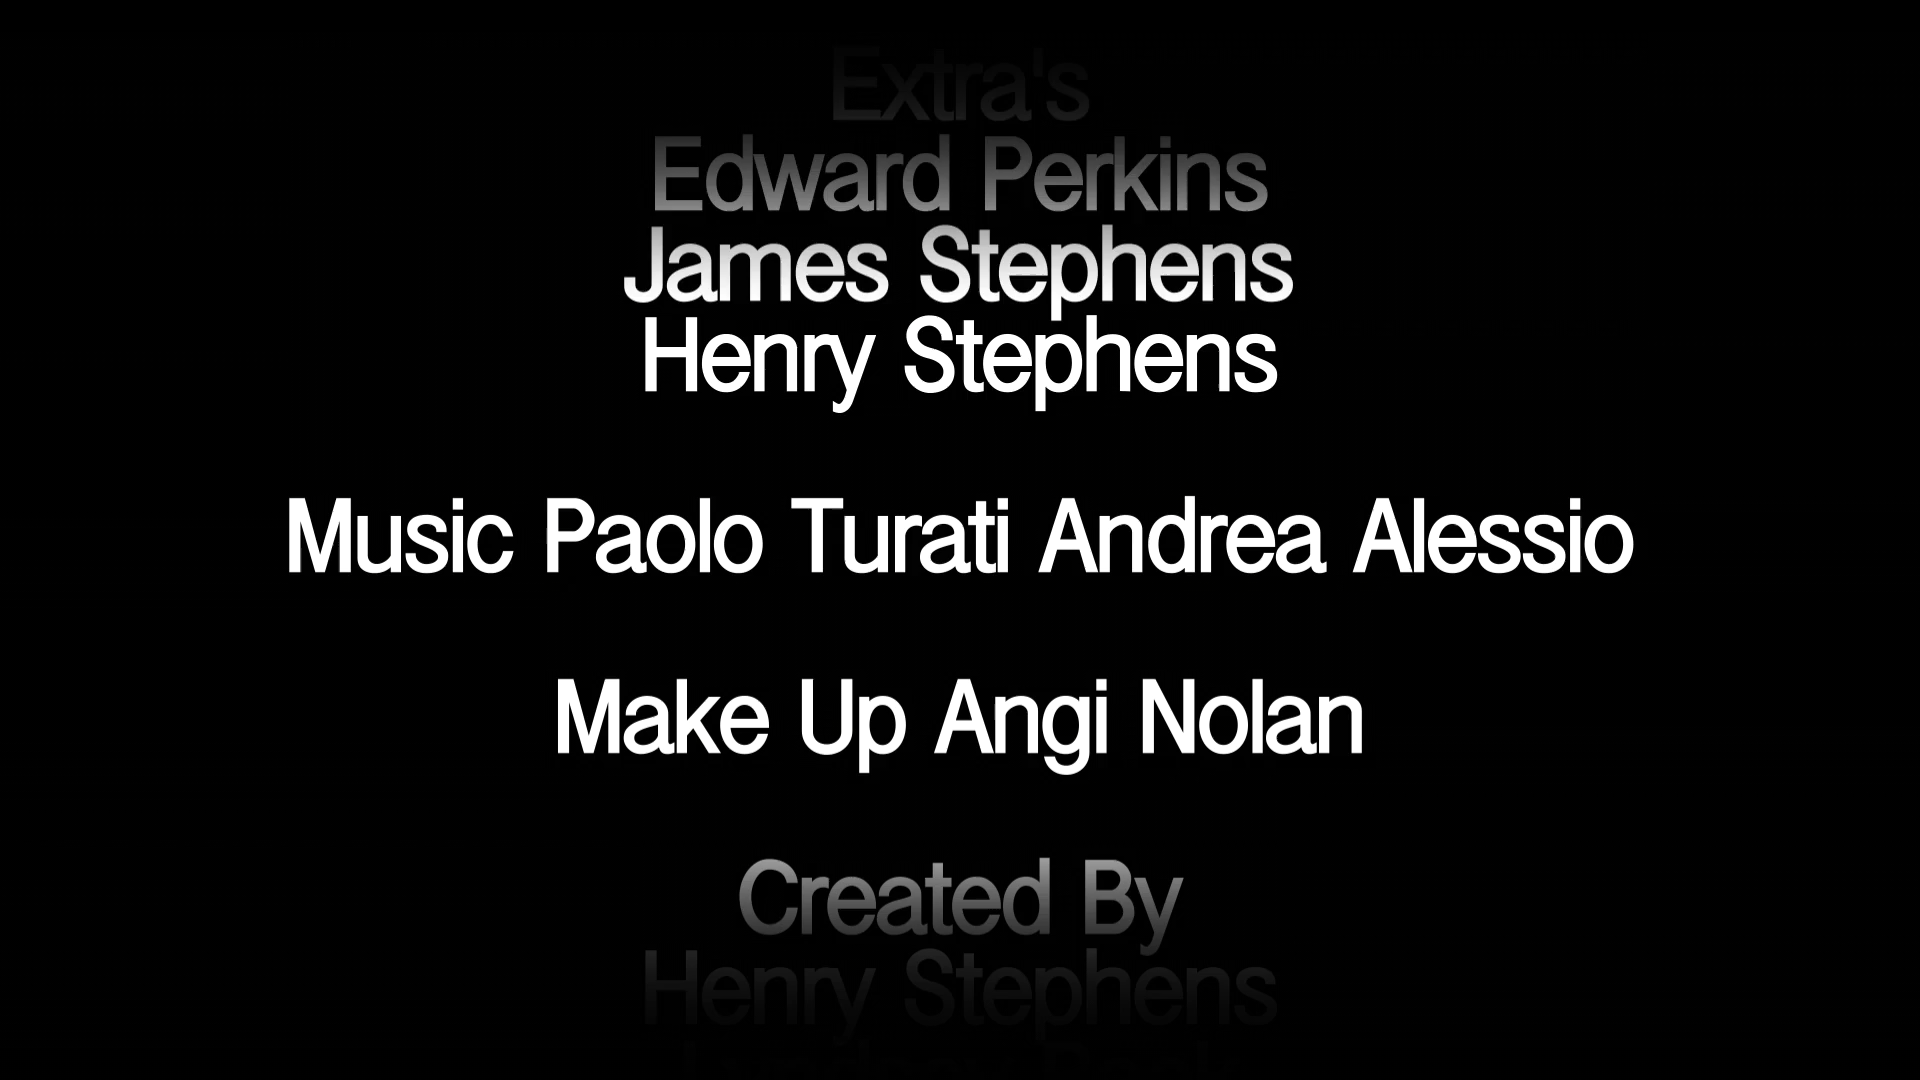 Extra's
Edward Perkins
James Stephens
Henry Stephens
Music Paolo Turati Andrea Alessio
Make Up Angi Nolan
Created By
Henry Stephens